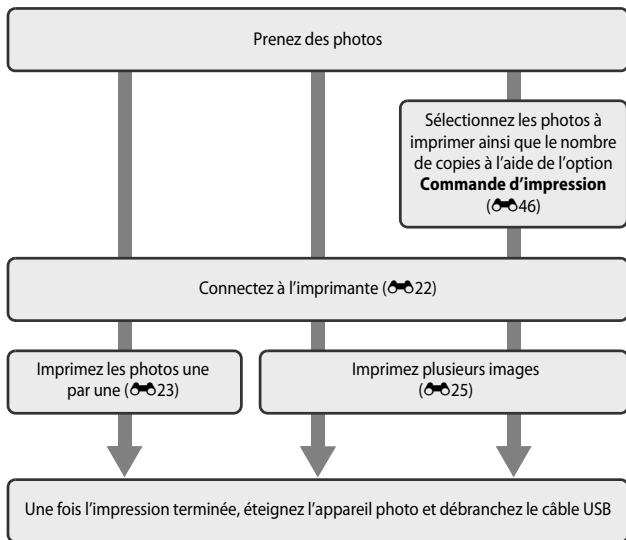 Prenez des photos
Sélectionnez les photos à
imprimer ainsi que le nombre
de copies à l'aide de l'option
Commande d'impression
(46)
Connectez à l'imprimante (22)
Imprimez les photos une
par une (23)
Imprimez plusieurs images
(25)
Une fois l'impression terminée, éteignez l'appareil photo et débranchez le câble USB